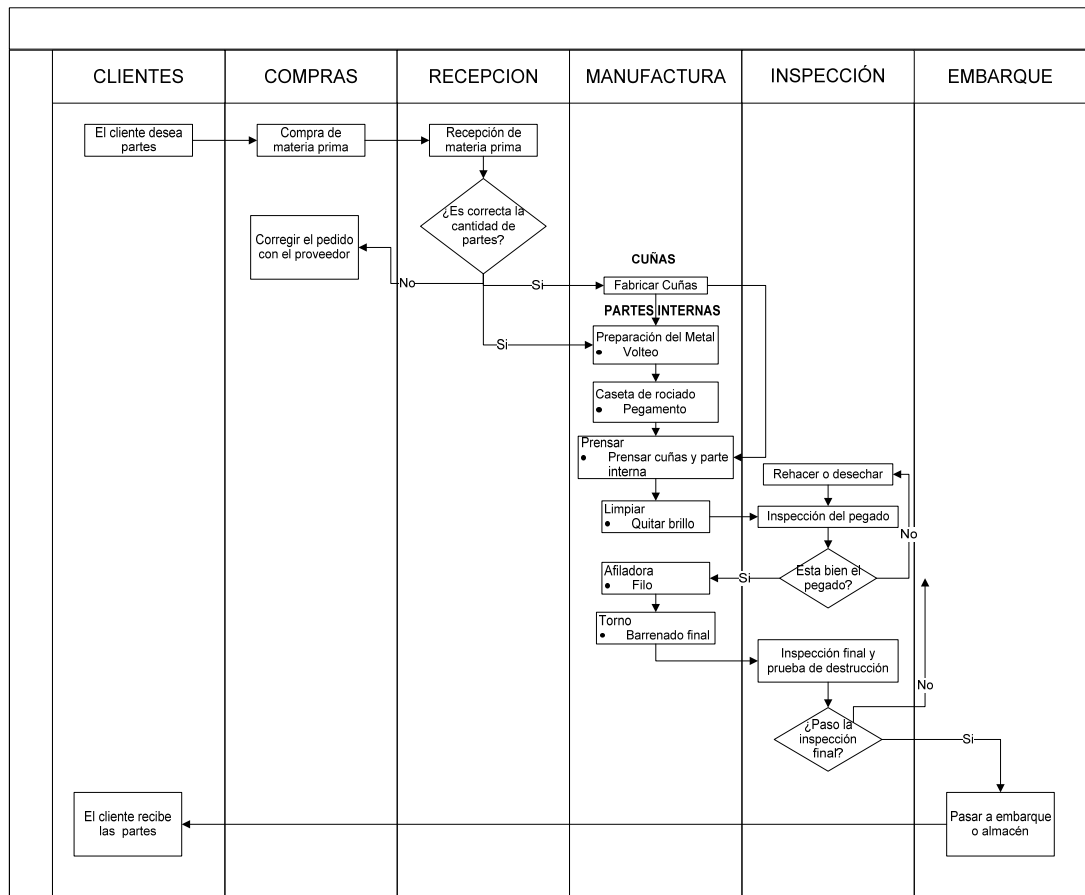 CLIENTES
COMPRAS
RECEPCION
MANUFACTURA
INSPECCIÓN
EMBARQUE
El cliente desea
partes
Compra de
materia prima
Recepción de
materia prima
¿Es correcta la
cantidad de
partes?
Corregir el pedido
con el proveedor
No
Si
Si
CUÑAS
Fabricar Cuñas
PARTES INTERNAS
Preparación del Metal
• Volteo
Caseta de rociado
• Pegamento
Prensar
• Prensar cuñas y parte
interna
Limpiar
• Quitar brillo
Rehacer o desechar
Inspección del pegado
No
Esta bien el
pegado?
Si
Afiladora
• Filo
Torno
• Barrenado final
Inspección final y
prueba de destrucción
No
¿Paso la
inspección
final?
Si
El cliente recibe
las partes
Pasar a embarque
o almacén